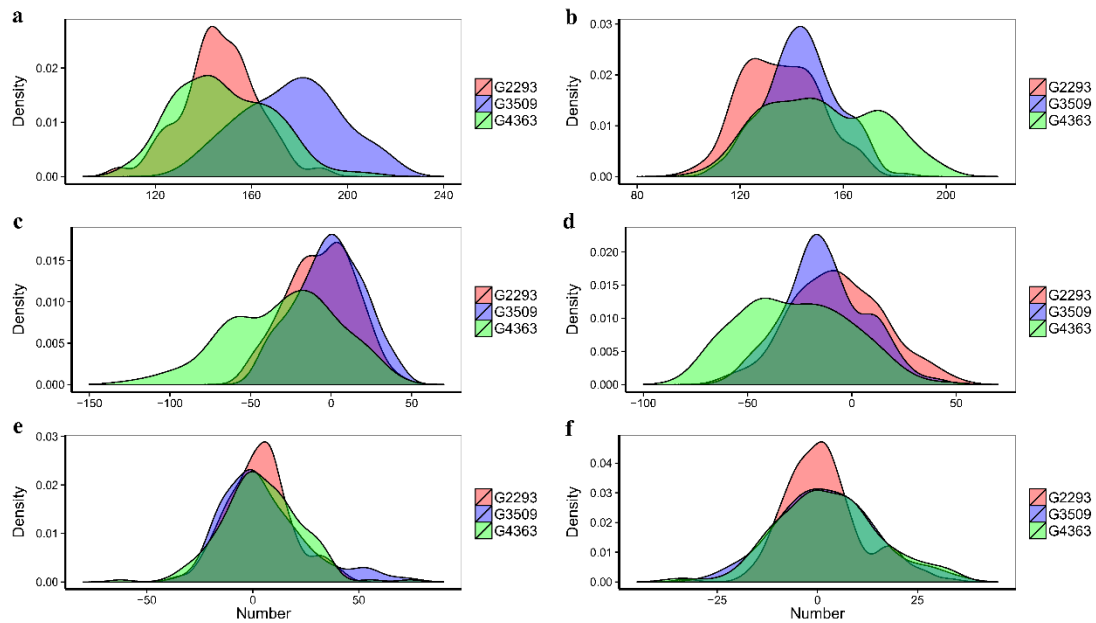 a
Density
0.02
0.01
0.00
120 160 200 240
G2293
G3509
G4363
b
Density
0.03
0.02
0.01
0.00
80 120 160 200
G2293
G3509
G4363
c
Density
0.015
0.010
0.005
0.000
−150 −100 −50 0 50
G2293
G3509
G4363
d
Density
0.020
0.015
0.010
0.005
0.000
−100 −50 0 50
G2293
G3509
G4363
e
Density
0.03
0.02
0.01
0.00
−50 0 50
Number
G2293
G3509
G4363
f
Density
0.04
0.03
0.02
0.01
0.00
−25 0 25
Number
G2293
G3509
G4363